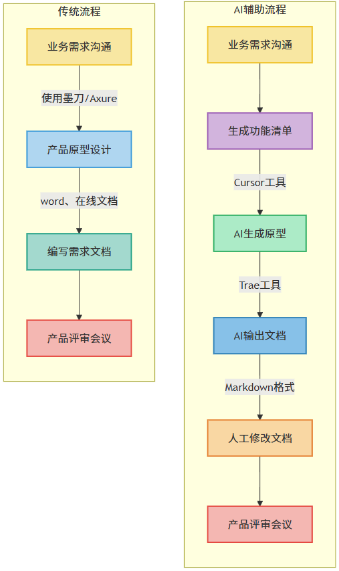 传统流程
业务需求沟通
使用墨刀/Axure
产品原型设计
word、在线文档
编写需求文档
产品评审会议
AI辅助流程
业务需求沟通
生成功能清单
Cursor工具
AI生成原型
Trae工具
AI输出文档
Markdown格式
人工修改文档
产品评审会议